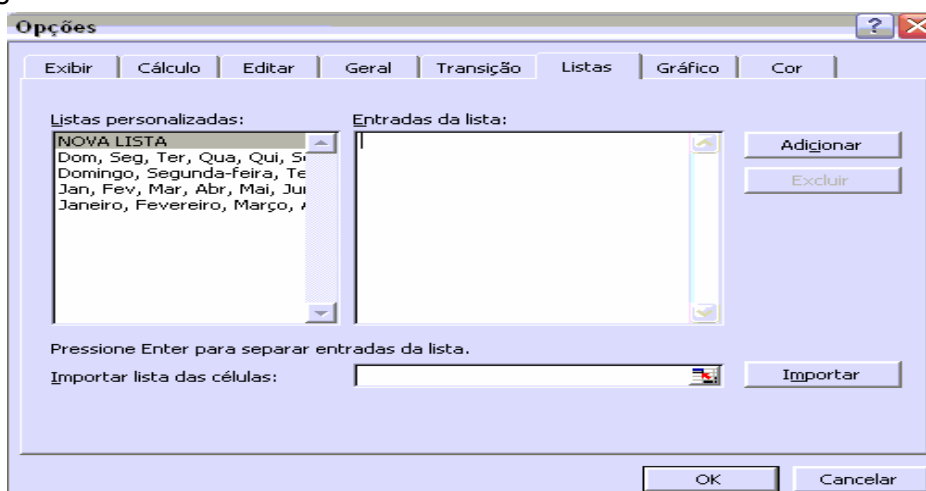 Opções
Exibir Cálculo Editar Geral Transição Listas Gráfico Cor
Listas personalizadas: Entradas da lista:
NOVA LISTA
Dom, Seg, Ter, Qua, Qui,
Domingo, Segunda-feira,
Jan, Fev, Mar, Abr, Mai,
Janeiro, Fevereiro, Março,
Adicionar
Excluir
Pressione Enter para separar entradas da lista.
Importar lista das células: Importar
OK Cancelar